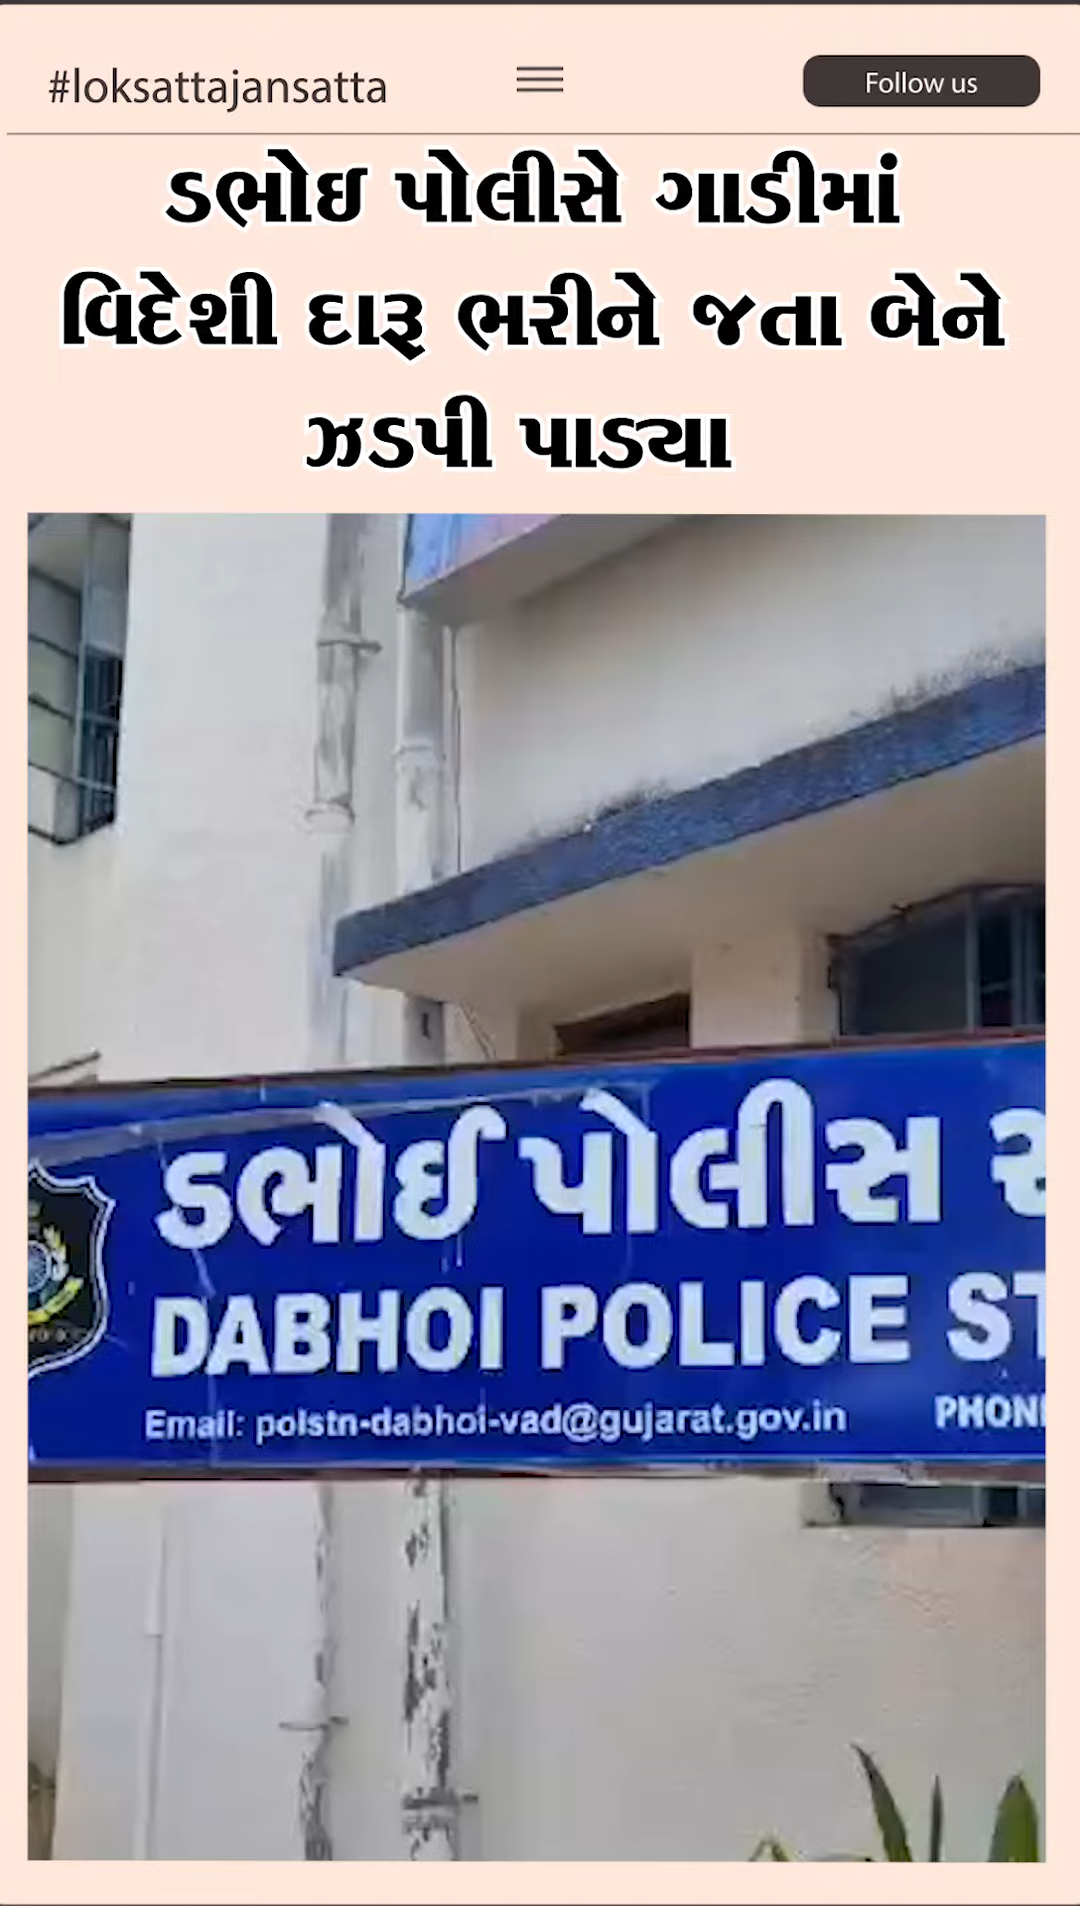 #loksattajansatta
Follow us
ડભોઇ પોલીસે ગાડીમાં
વિદેશી દારૂ ભરીને જતા બેને
ઝડપી પાડ્યા
ડભોઈ પોલીસ
DABHOI POLICE ST
Email: polstn-dabhoi-vad@gujarat.gov.in PHON